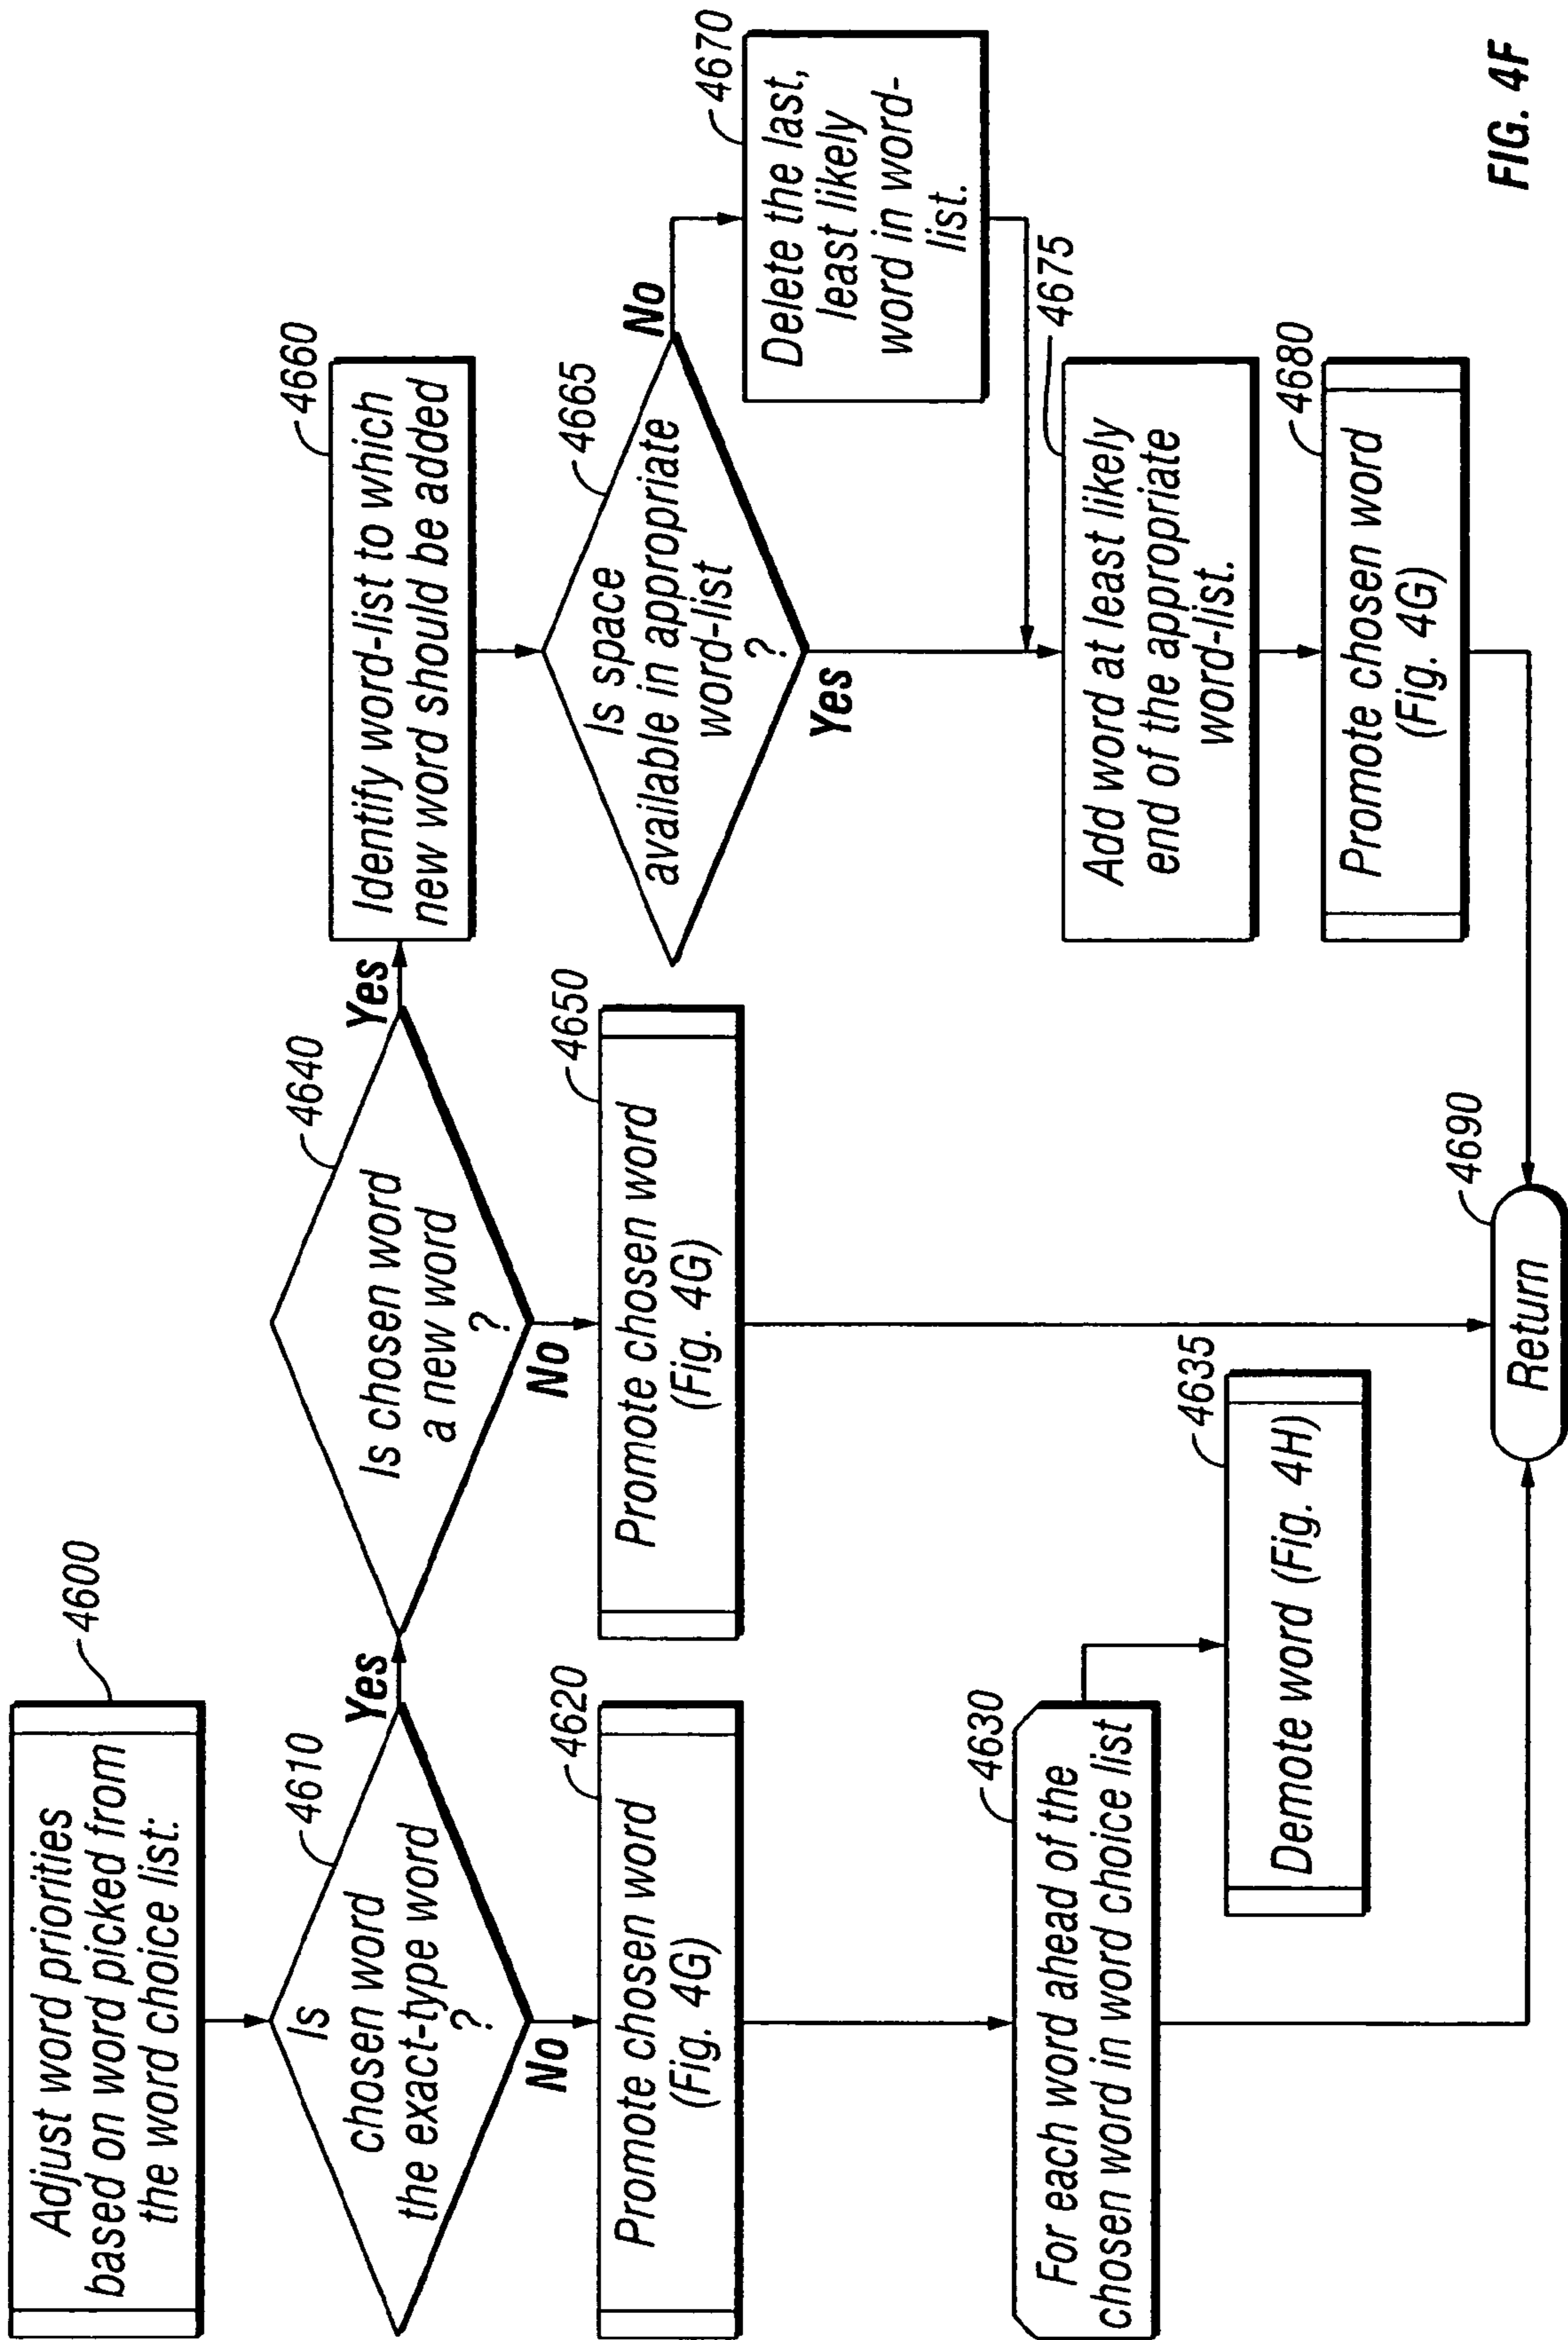 Adjust word priorities
based on word picked from
the word choice list:
4600
Is
chosen word
the exact-type word
?
4610
Yes
No
Promote chosen word
(Fig. 4G)
4620
For each word ahead of the
chosen word in word choice list
4630
Demote word (Fig. 4H)
4635
Is chosen word
a new word
?
4640
Yes
No
Promote chosen word
(Fig. 4G)
4650
Identify word-list to which
new word should be added
4660
Is space
available in appropriate
word-list
?
4665
No
Yes
Delete the last,
least likely
word in word-
list.
4670
Add word at least likely
end of the appropriate
word-list.
4675
Promote chosen word
(Fig. 4G)
4680
Return
4690
FIG. 4F